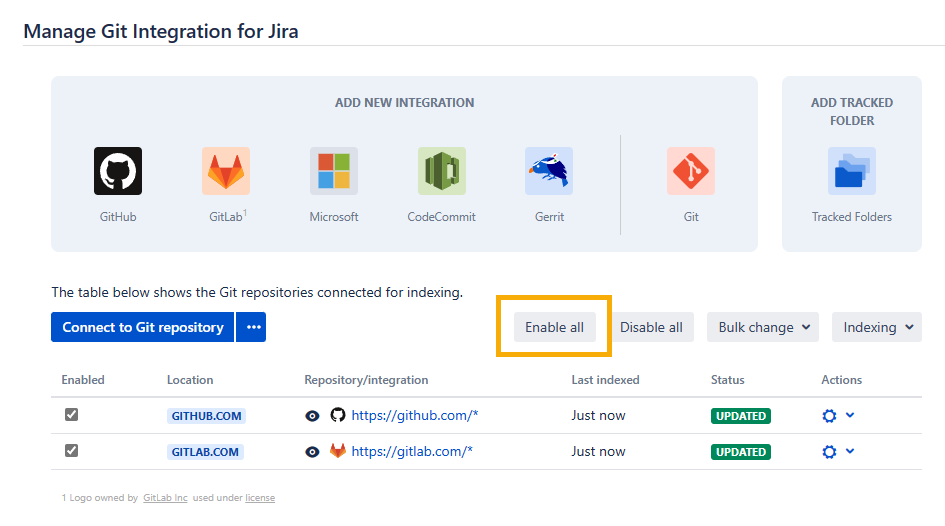 Manage Git Integration for Jira
ADD NEW INTEGRATION
GitHub
GitLab1
Microsoft
CodeCommit
Gerrit
Git
ADD TRACKED
FOLDER
Tracked Folders
The table below shows the Git repositories connected for indexing.
Connect to Git repository ••• Enable all Disable all Bulk change Indexing
Enabled Location Repository/integration Last indexed Status Actions
GITHUB.COM https://github.com/* Just now UPDATED
GITLAB.COM https://gitlab.com/* Just now UPDATED
1 Logo owned by GitLab Inc used under license